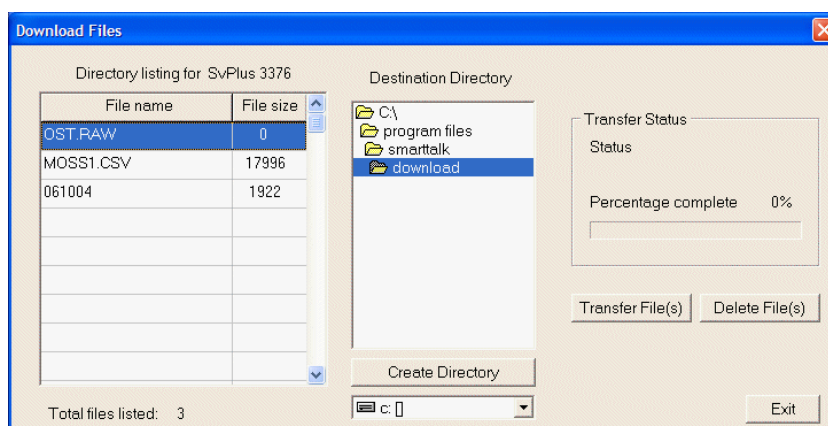 Download Files
Directory listing for SvPlus 3376
File name File size
OST.RAW 0
MOSS1.CSV 17996
061004 1922
Total files listed: 3
Destination Directory
C:\
program files
smarttalk
download
Create Directory
c: []
Transfer Status
Status
Percentage complete 0%
Transfer File(s) Delete File(s)
Exit